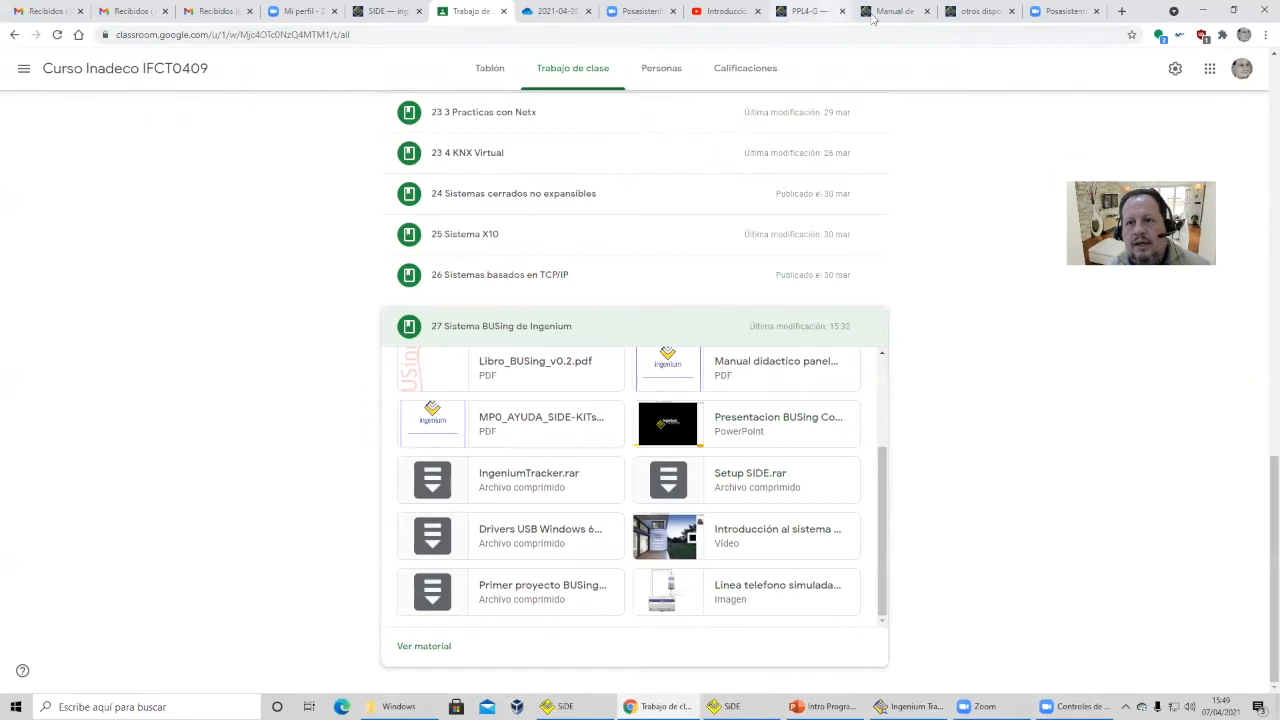 Recibidos (
Recibidos (
Recibidos (
Mi perfil -
SIDE — ing
Trabajo de
2021-04-05
Posasistent
Introducció
PPL4-G —
Manual de
otros dispo
Posasistent
classroom.google.com/u/1/w/Mjc4OTc0NzQ4MTM1/t/all
Curso Inadeco IFCT0409
Tablón
Trabajo de clase
Personas
Calificaciones
23 3 Practicas con Netx
Última modificación: 29 mar
23 4 KNX Virtual
Última modificación: 26 mar
24 Sistemas cerrados no expansibles
Publicado el 30 mar
25 Sistema X10
Última modificación: 30 mar
26 Sistemas basados en TCP/IP
Publicado el 30 mar
27 Sistema BUSing de Ingenium
Última modificación: 15:32
USing
Libro_BUSing_v0.2.pdf
PDF
ingenium
Manual didactico panel...
PDF
ingenium
MP0_AYUDA_SIDE-KITs...
PDF
ingenium
Presentacion BUSing Co...
PowerPoint
IngeniumTracker.rar
Archivo comprimido
Setup SIDE.rar
Archivo comprimido
Drivers USB Windows 6...
Archivo comprimido
Introducción al sistema ...
Vídeo
Primer proyecto BUSing...
Archivo comprimido
Linea telefono simulada...
Imagen
Ver material
Escribe aquí para buscar
Windows
SiDE
Trabajo de cl...
SiDE
Intro Progra...
Ingenium Tra...
Zoom
Controles de...
15:49
07/04/2021